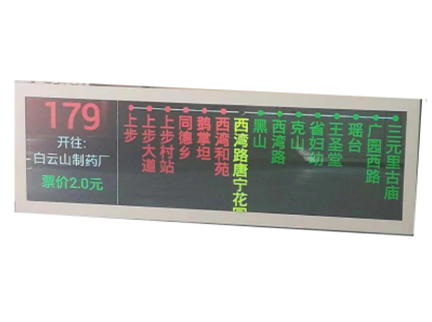 179
开往:
白云山制药厂
票价2.0元
上步
上步大道
上步村站
同德乡
鹅掌坦
西湾和苑
西湾路唐宁花园
黑山
西湾路
克山
省妇幼
王圣堂
瑶台
广园西路
三元里古庙